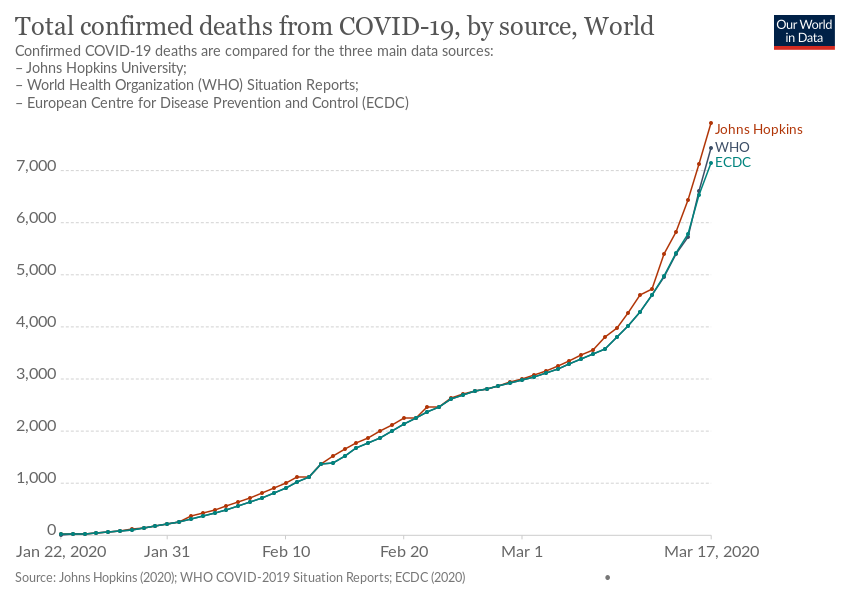 Total confirmed deaths from COVID-19, by source, World
Our World
in Data
Confirmed COVID-19 deaths are compared for the three main data sources:
– Johns Hopkins University;
– World Health Organization (WHO) Situation Reports;
– European Centre for Disease Prevention and Control (ECDC)
Johns Hopkins
WHO
ECDC
7,000
6,000
5,000
4,000
3,000
2,000
1,000
0
Jan 22, 2020 Jan 31 Feb 10 Feb 20 Mar 1 Mar 17, 2020
Source: Johns Hopkins (2020); WHO COVID-2019 Situation Reports; ECDC (2020) •